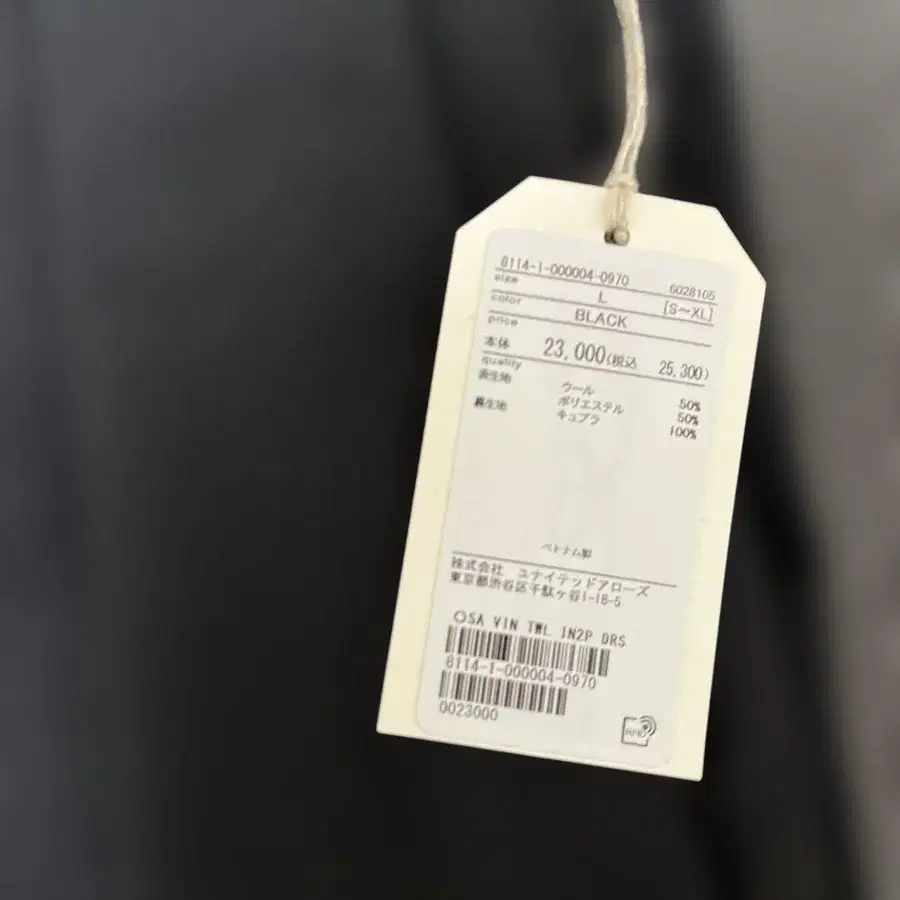 8114-1-000004-0970 6028105
size L [S～XL]
color BLACK
price
本体 23,000(税込 25,300)
quality
表生地 ウール 50%
ポリエステル 50%
裏生地 キュプラ 100%
ベトナム製
株式会社 ユナイテッドアローズ
東京都渋谷区千駄ヶ谷1-18-5
○SA VIN TWL IN2P DRS
8114-1-000004-0970
0023000
RFID